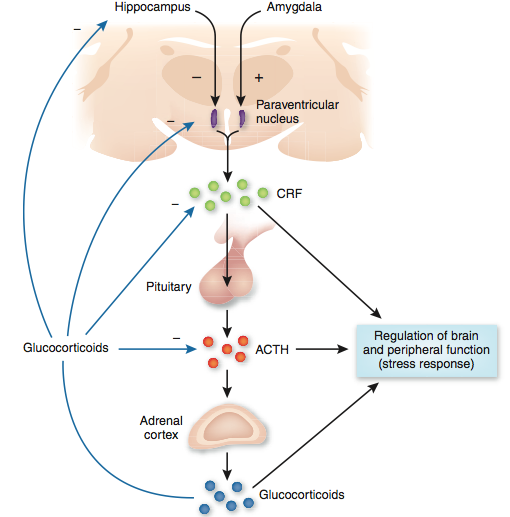 Hippocampus
Amygdala
–
–
+
Paraventricular
nucleus
–
CRF
–
Pituitary
–
Glucocorticoids
ACTH
Regulation of brain
and peripheral function
(stress response)
Adrenal
cortex
Glucocorticoids